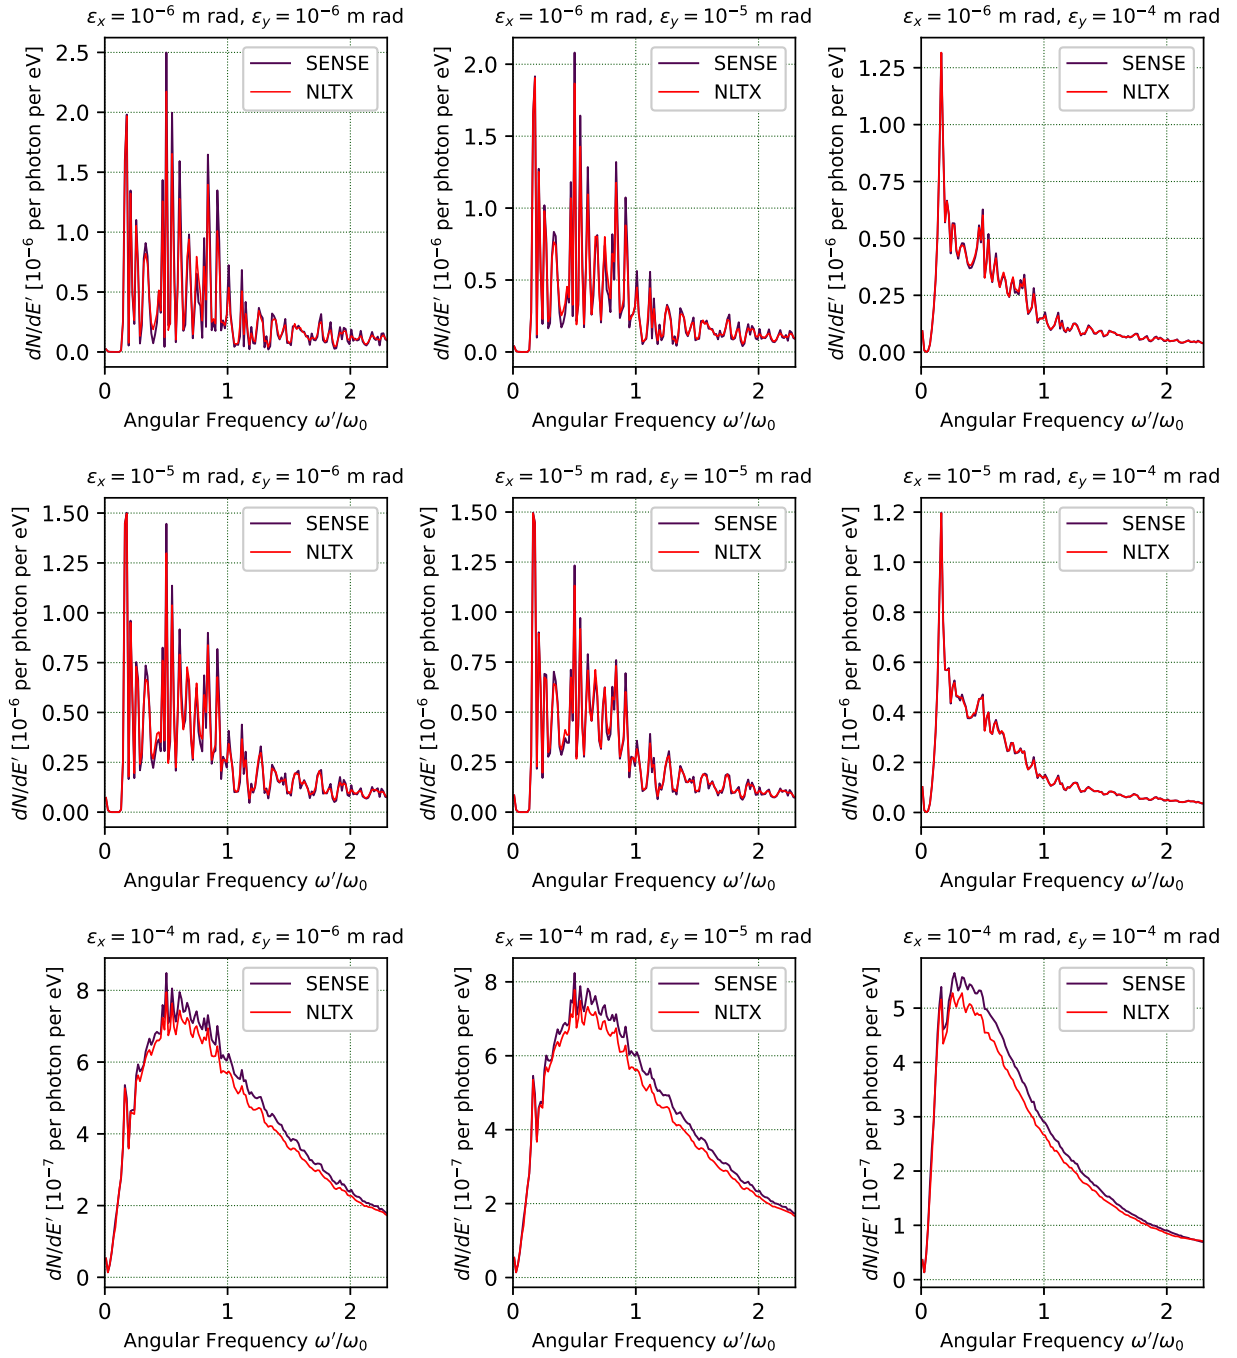 εx = 10⁻⁶ m rad, εy = 10⁻⁶ m rad
dN/dE′ [10⁻⁶ per photon per eV]
2.5
2.0
1.5
1.0
0.5
0.0
SENSE
NLTX
0 1 2
Angular Frequency ω′/ω₀
εx = 10⁻⁶ m rad, εy = 10⁻⁵ m rad
dN/dE′ [10⁻⁶ per photon per eV]
2.0
1.5
1.0
0.5
0.0
SENSE
NLTX
0 1 2
Angular Frequency ω′/ω₀
εx = 10⁻⁶ m rad, εy = 10⁻⁴ m rad
dN/dE′ [10⁻⁶ per photon per eV]
1.25
1.00
0.75
0.50
0.25
0.00
SENSE
NLTX
0 1 2
Angular Frequency ω′/ω₀
εx = 10⁻⁵ m rad, εy = 10⁻⁶ m rad
dN/dE′ [10⁻⁶ per photon per eV]
1.50
1.25
1.00
0.75
0.50
0.25
0.00
SENSE
NLTX
0 1 2
Angular Frequency ω′/ω₀
εx = 10⁻⁵ m rad, εy = 10⁻⁵ m rad
dN/dE′ [10⁻⁶ per photon per eV]
1.50
1.25
1.00
0.75
0.50
0.25
0.00
SENSE
NLTX
0 1 2
Angular Frequency ω′/ω₀
εx = 10⁻⁵ m rad, εy = 10⁻⁴ m rad
dN/dE′ [10⁻⁶ per photon per eV]
1.2
1.0
0.8
0.6
0.4
0.2
0.0
SENSE
NLTX
0 1 2
Angular Frequency ω′/ω₀
εx = 10⁻⁴ m rad, εy = 10⁻⁶ m rad
dN/dE′ [10⁻⁷ per photon per eV]
8
6
4
2
0
SENSE
NLTX
0 1 2
Angular Frequency ω′/ω₀
εx = 10⁻⁴ m rad, εy = 10⁻⁵ m rad
dN/dE′ [10⁻⁷ per photon per eV]
8
6
4
2
0
SENSE
NLTX
0 1 2
Angular Frequency ω′/ω₀
εx = 10⁻⁴ m rad, εy = 10⁻⁴ m rad
dN/dE′ [10⁻⁷ per photon per eV]
5
4
3
2
1
0
SENSE
NLTX
0 1 2
Angular Frequency ω′/ω₀